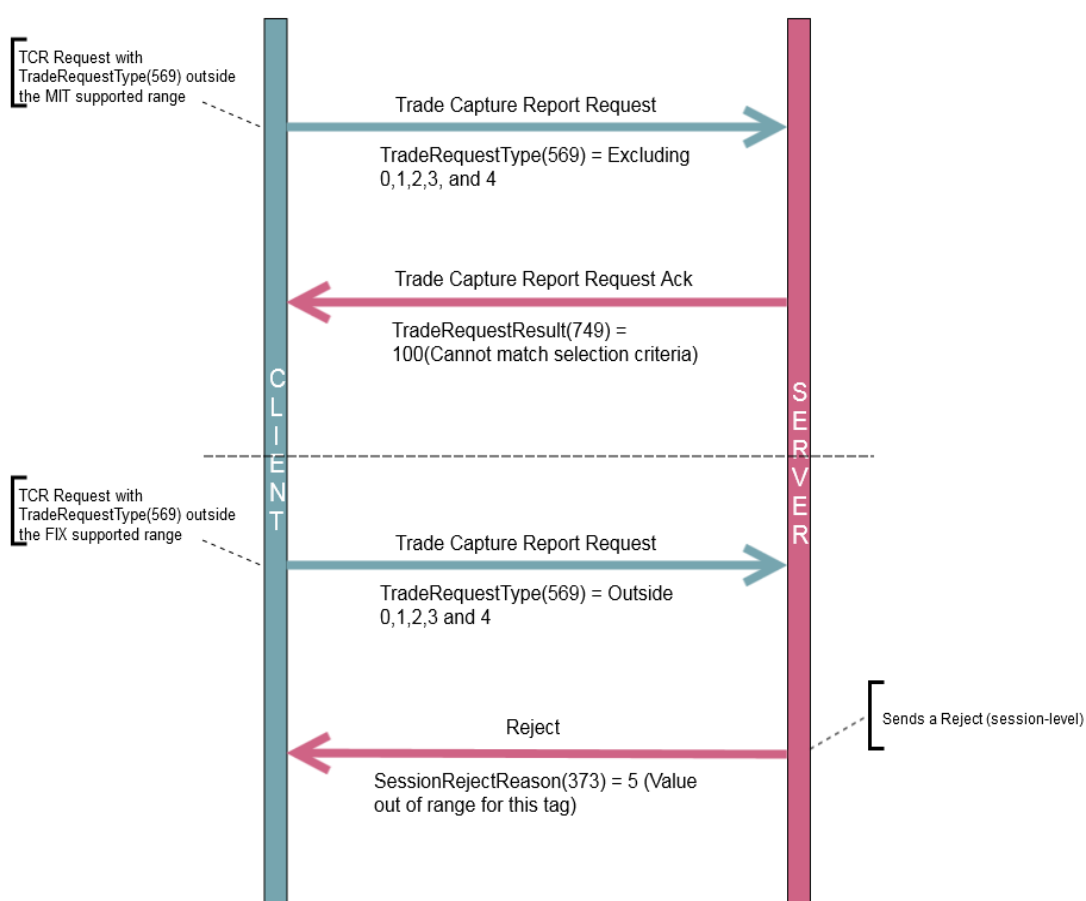 TCR Request with
TradeRequestType(569) outside
the MIT supported range
Trade Capture Report Request
TradeRequestType(569) = Excluding
0,1,2,3, and 4
Trade Capture Report Request Ack
TradeRequestResult(749) =
100(Cannot match selection criteria)
CLIENT
SERVER
TCR Request with
TradeRequestType(569) outside
the FIX supported range
Trade Capture Report Request
TradeRequestType(569) = Outside
0,1,2,3 and 4
Reject
Sends a Reject (session-level)
SessionRejectReason(373) = 5 (Value
out of range for this tag)